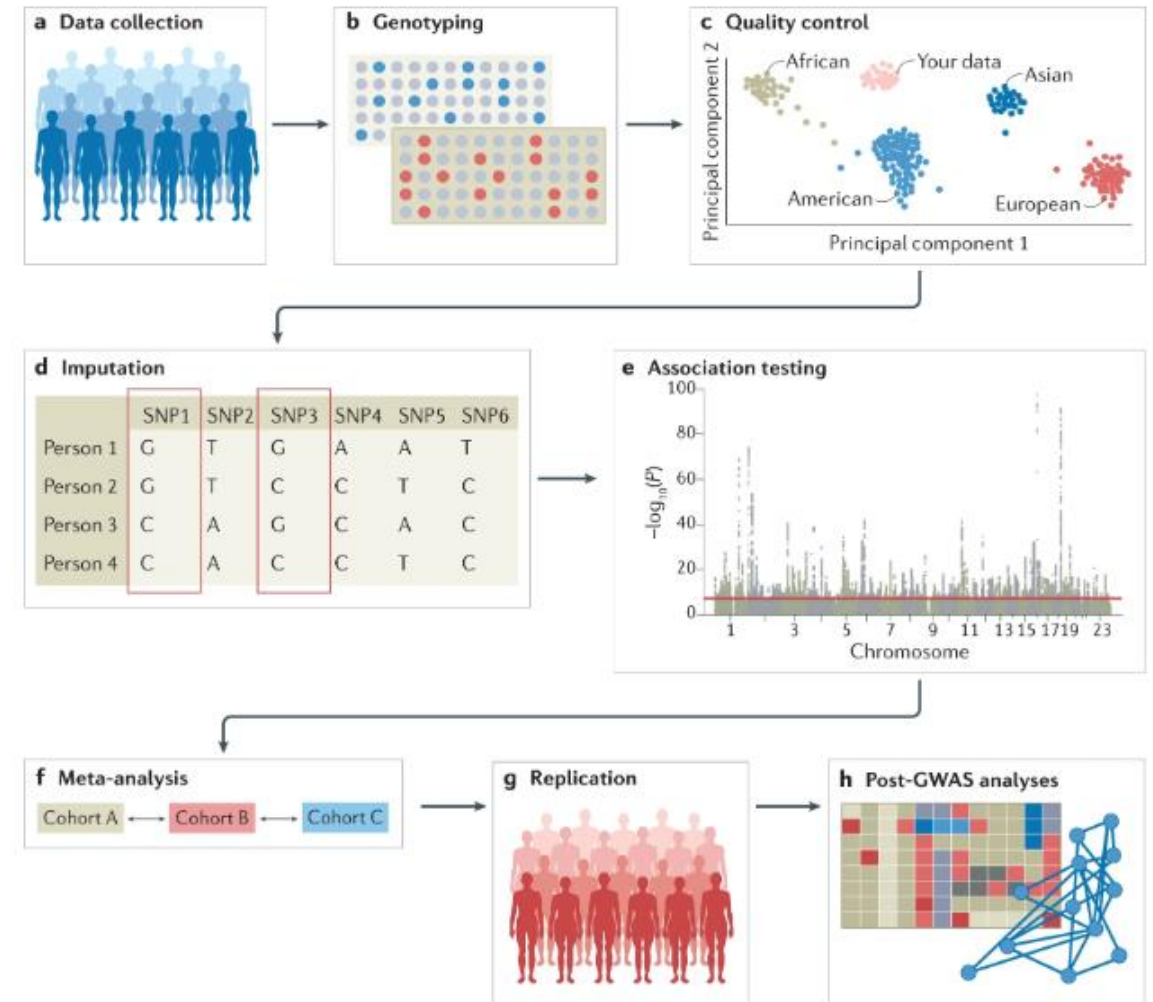 a Data collection
b Genotyping
c Quality control
Principal component 2
African
Your data
Asian
American
European
Principal component 1
d Imputation
SNP1 SNP2 SNP3 SNP4 SNP5 SNP6
Person 1 G T G A A T
Person 2 G T C C T C
Person 3 C A G C A C
Person 4 C A C C T C
e Association testing
–log10(P)
100
80
60
40
20
0
1 3 5 7 9 11 13 15 17 19 23
Chromosome
f Meta-analysis
Cohort A Cohort B Cohort C
g Replication
h Post-GWAS analyses